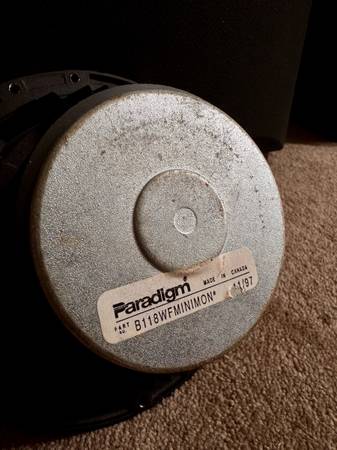 Paradigm MADE IN CANADA
PART NO. B118WFMINIMON* 11/97